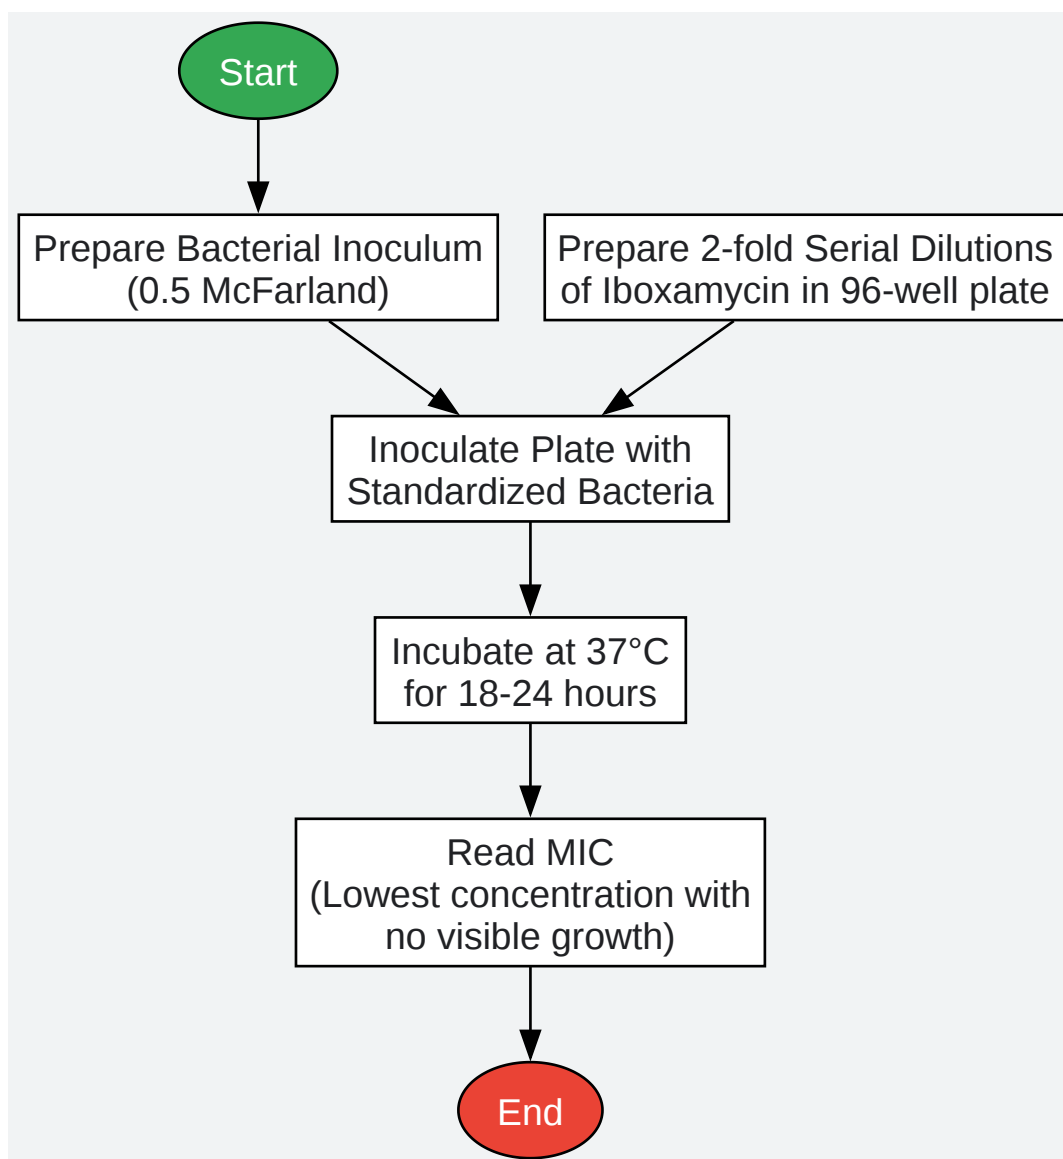 Start
Prepare Bacterial Inoculum
(0.5 McFarland)
Prepare 2-fold Serial Dilutions
of Iboxamycin in 96-well plate
Inoculate Plate with
Standardized Bacteria
Incubate at 37°C
for 18-24 hours
Read MIC
(Lowest concentration with
no visible growth)
End